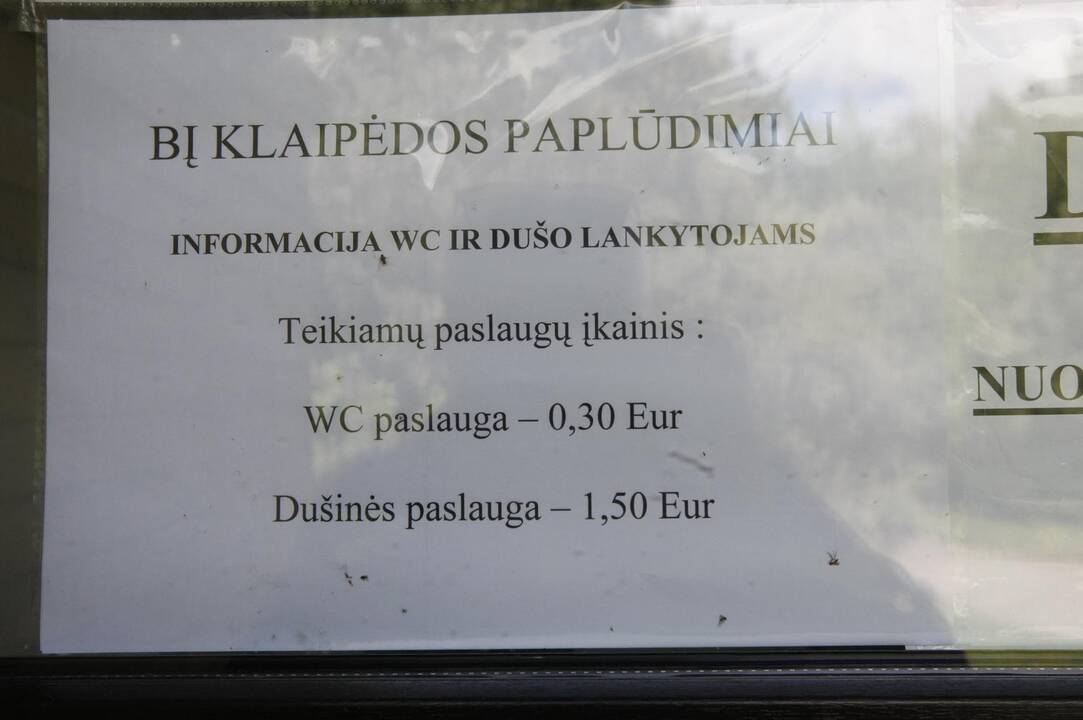 BĮ KLAIPĖDOS PAPLŪDIMIAI
INFORMACIJA WC IR DUŠO LANKYTOJAMS
Teikiamų paslaugų įkainis :
WC paslauga – 0,30 Eur
Dušinės paslauga – 1,50 Eur
NUO